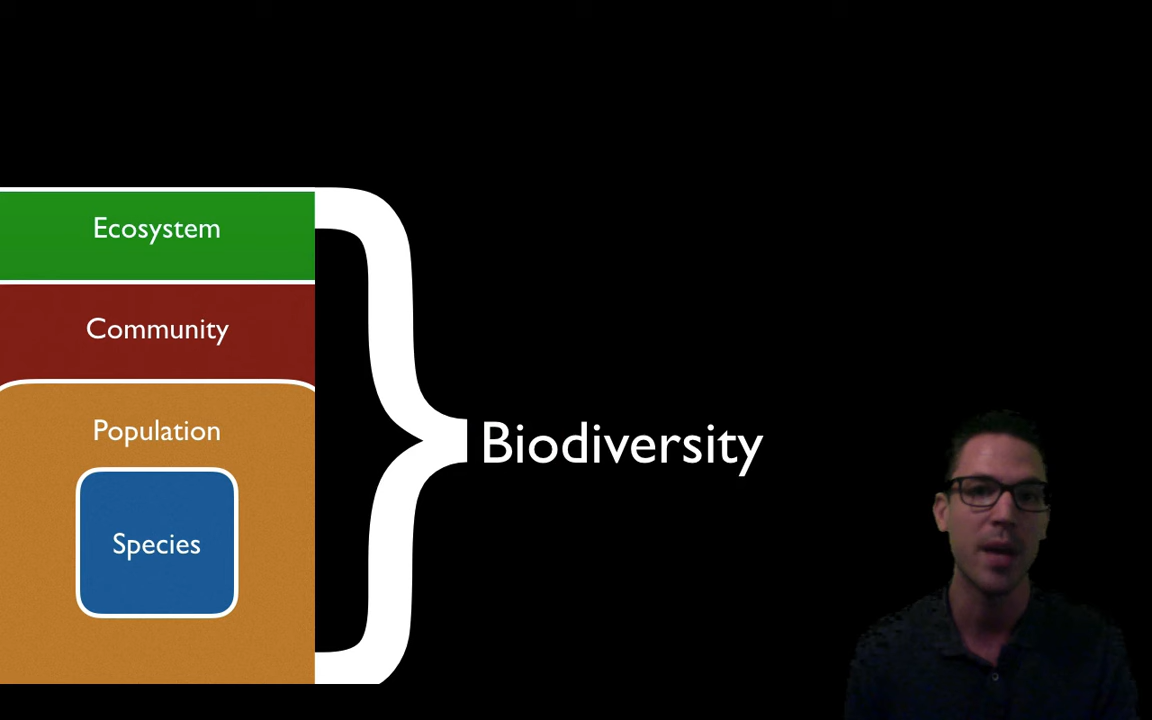 Ecosystem
Community
Population
Species
Biodiversity